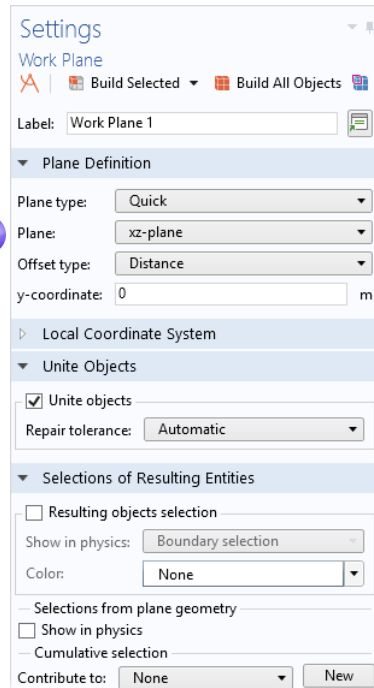 Settings
Work Plane
Build Selected Build All Objects
Label: Work Plane 1
Plane Definition
Plane type: Quick
Plane: xz-plane
Offset type: Distance
y-coordinate: 0 m
Local Coordinate System
Unite Objects
Unite objects
Repair tolerance: Automatic
Selections of Resulting Entities
Resulting objects selection
Show in physics: Boundary selection
Color: None
Selections from plane geometry
Show in physics
Cumulative selection
Contribute to: None New